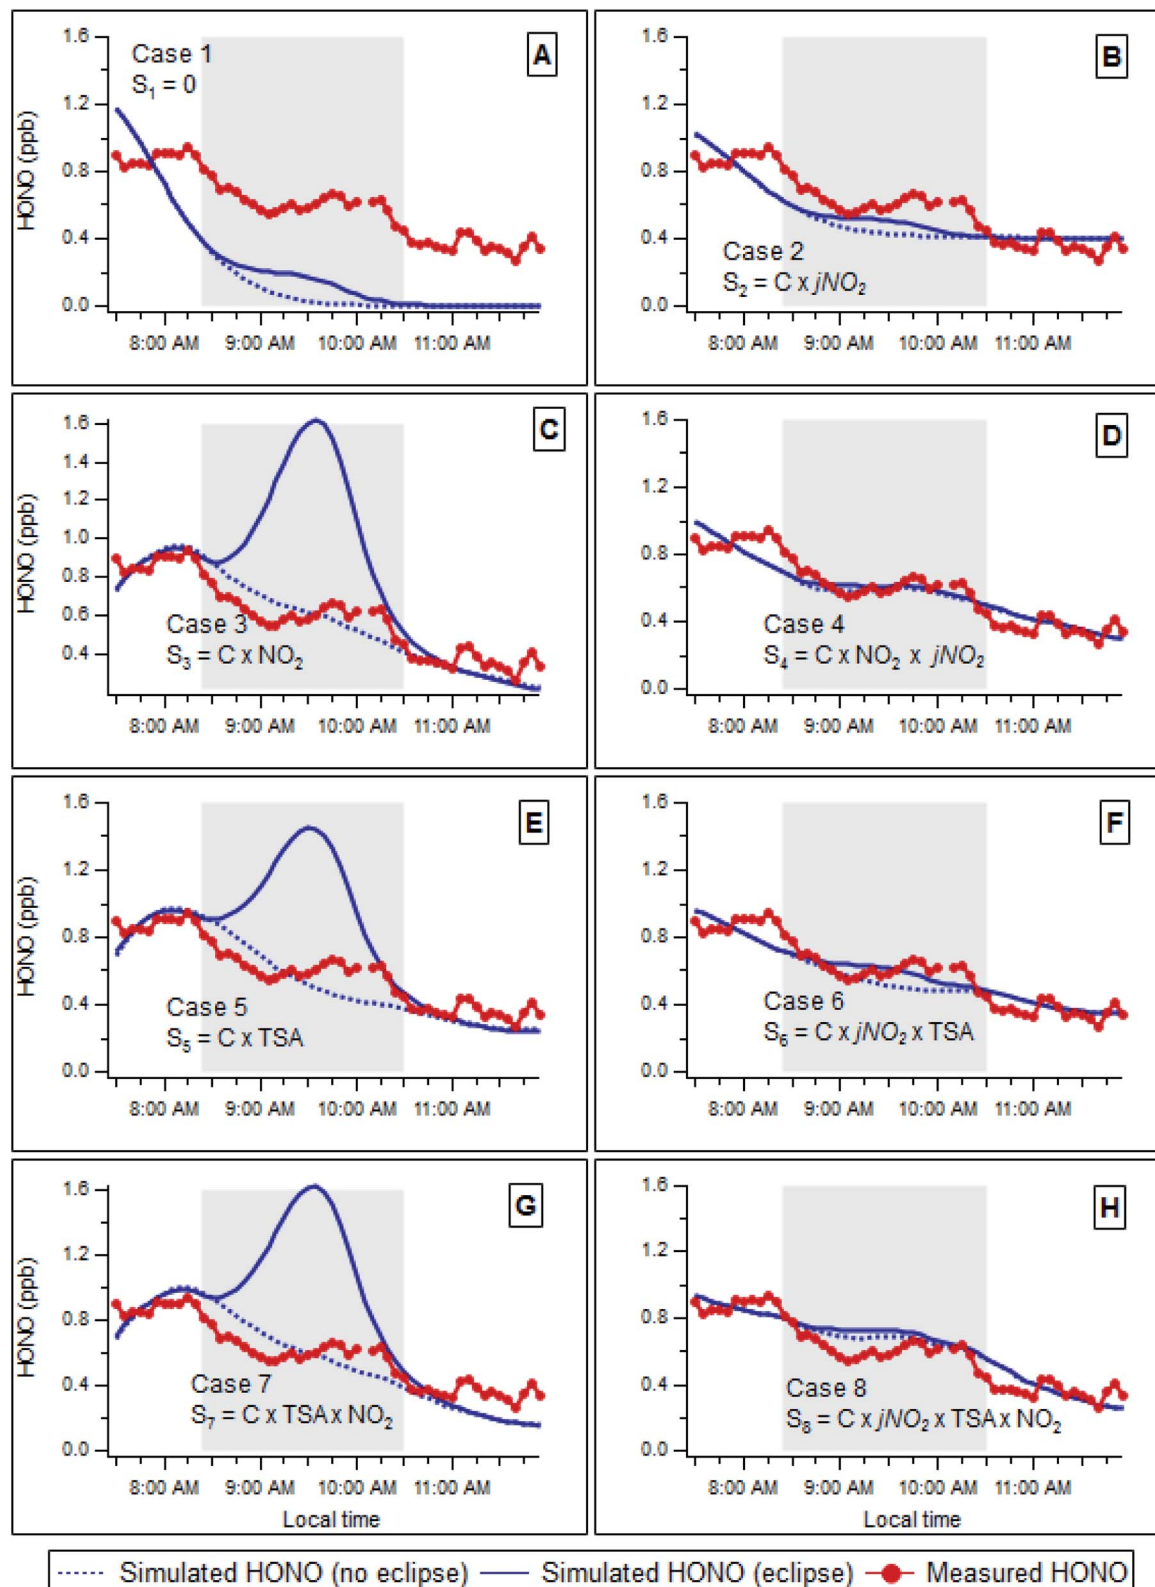 1.6
1.2
0.8
0.4
0.0
HONO (ppb)
Case 1
S₁ = 0
A
8:00 AM 9:00 AM 10:00 AM 11:00 AM
1.6
1.2
0.8
0.4
0.0
B
Case 2
S₂ = C x jNO₂
8:00 AM 9:00 AM 10:00 AM 11:00 AM
1.6
1.4
1.2
1.0
0.8
0.6
0.4
HONO (ppb)
C
Case 3
S₃ = C x NO₂
8:00 AM 9:00 AM 10:00 AM 11:00 AM
1.6
1.2
0.8
0.4
0.0
D
Case 4
S₄ = C x NO₂ x jNO₂
8:00 AM 9:00 AM 10:00 AM 11:00 AM
1.6
1.2
0.8
0.4
0.0
HONO (ppb)
E
Case 5
S₅ = C x TSA
8:00 AM 9:00 AM 10:00 AM 11:00 AM
1.6
1.2
0.8
0.4
0.0
F
Case 6
S₆ = C x jNO₂ x TSA
8:00 AM 9:00 AM 10:00 AM 11:00 AM
1.6
1.2
0.8
0.4
0.0
HONO (ppb)
G
Case 7
S₇ = C x TSA x NO₂
8:00 AM 9:00 AM 10:00 AM 11:00 AM
Local time
1.6
1.2
0.8
0.4
0.0
H
Case 8
S₈ = C x jNO₂ x TSA x NO₂
8:00 AM 9:00 AM 10:00 AM 11:00 AM
Local time
Simulated HONO (no eclipse) Simulated HONO (eclipse) Measured HONO